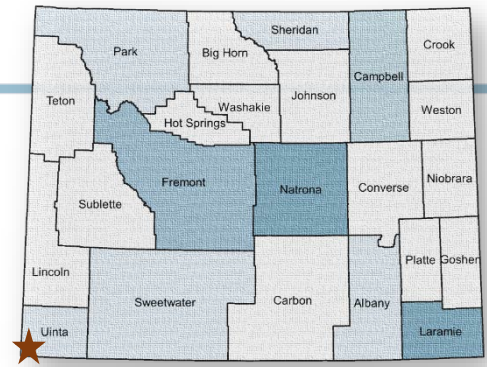 Sheridan
Park
Big Horn
Crook
Campbell
Teton
Johnson
Washakie
Weston
Hot Springs
Fremont
Natrona
Converse
Niobrara
Sublette
Platte
Goshen
Lincoln
Sweetwater
Carbon
Albany
Uinta
Laramie